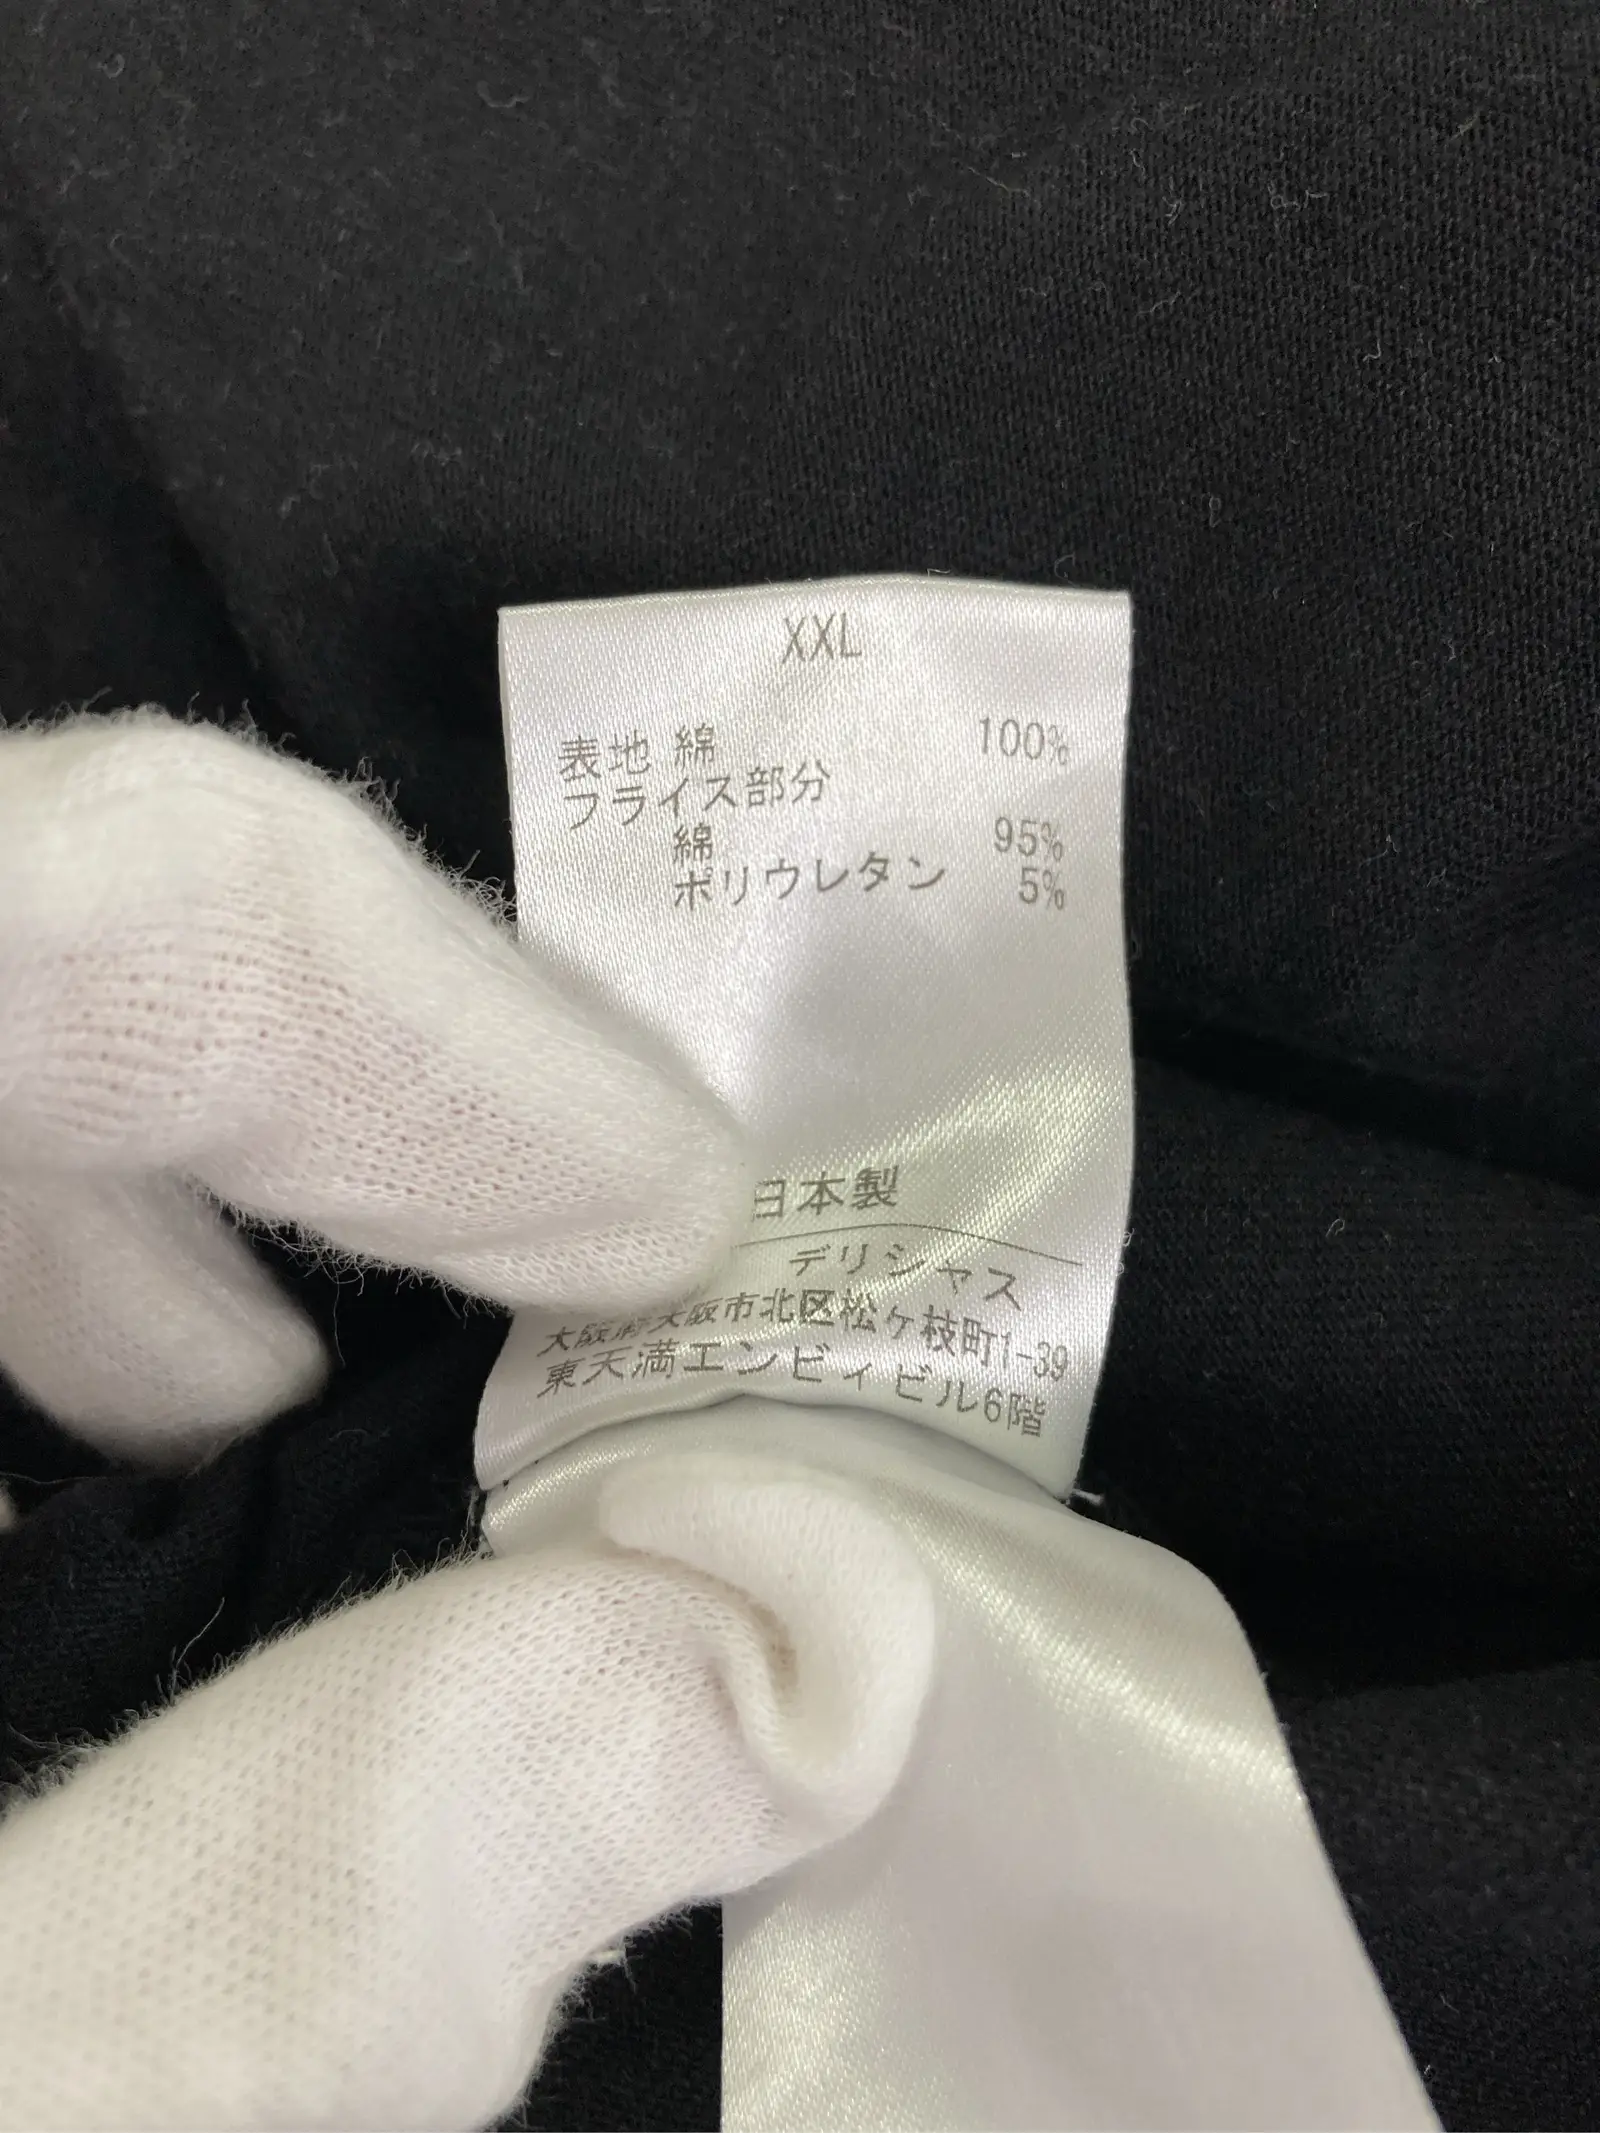 XXL
表地 綿 100%
フライス部分
綿 95%
ポリウレタン 5%
日本製
デリシャス
大阪府大阪市北区松ヶ枝町1-39
東天満エンビィビル6階